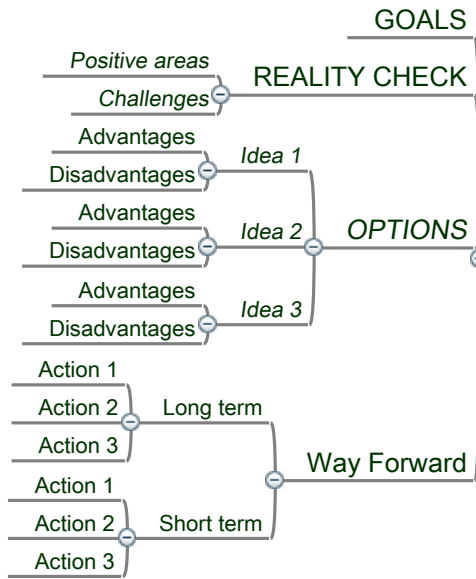 GOALS
Positive areas
REALITY CHECK
Challenges
Advantages
Idea 1
Disadvantages
Advantages
Idea 2
OPTIONS
Disadvantages
Advantages
Idea 3
Disadvantages
Action 1
Action 2
Long term
Action 3
Way Forward
Action 1
Action 2
Short term
Action 3